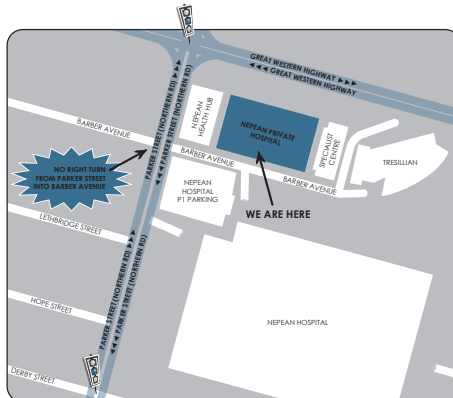 GREAT WESTERN HIGHWAY ►►►
◄◄◄ GREAT WESTERN HIGHWAY
PARKER STREET (NORTHERN RD) ►►►
◄◄◄ PARKER STREET (NORTHERN RD)
NEPEAN
HEALTH HUB
NEPEAN PRIVATE
HOSPITAL
SPECIALIST
CENTRE
TRESILLIAN
BARBER AVENUE
BARBER AVENUE
BARBER AVENUE
NO RIGHT TURN
FROM PARKER STREET
INTO BARBER AVENUE
NEPEAN
HOSPITAL
P1 PARKING
WE ARE HERE
LETHBRIDGE STREET
PARKER STREET (NORTHERN RD) ►►►
◄◄◄ PARKER STREET (NORTHERN RD)
HOPE STREET
NEPEAN HOSPITAL
DERBY STREET